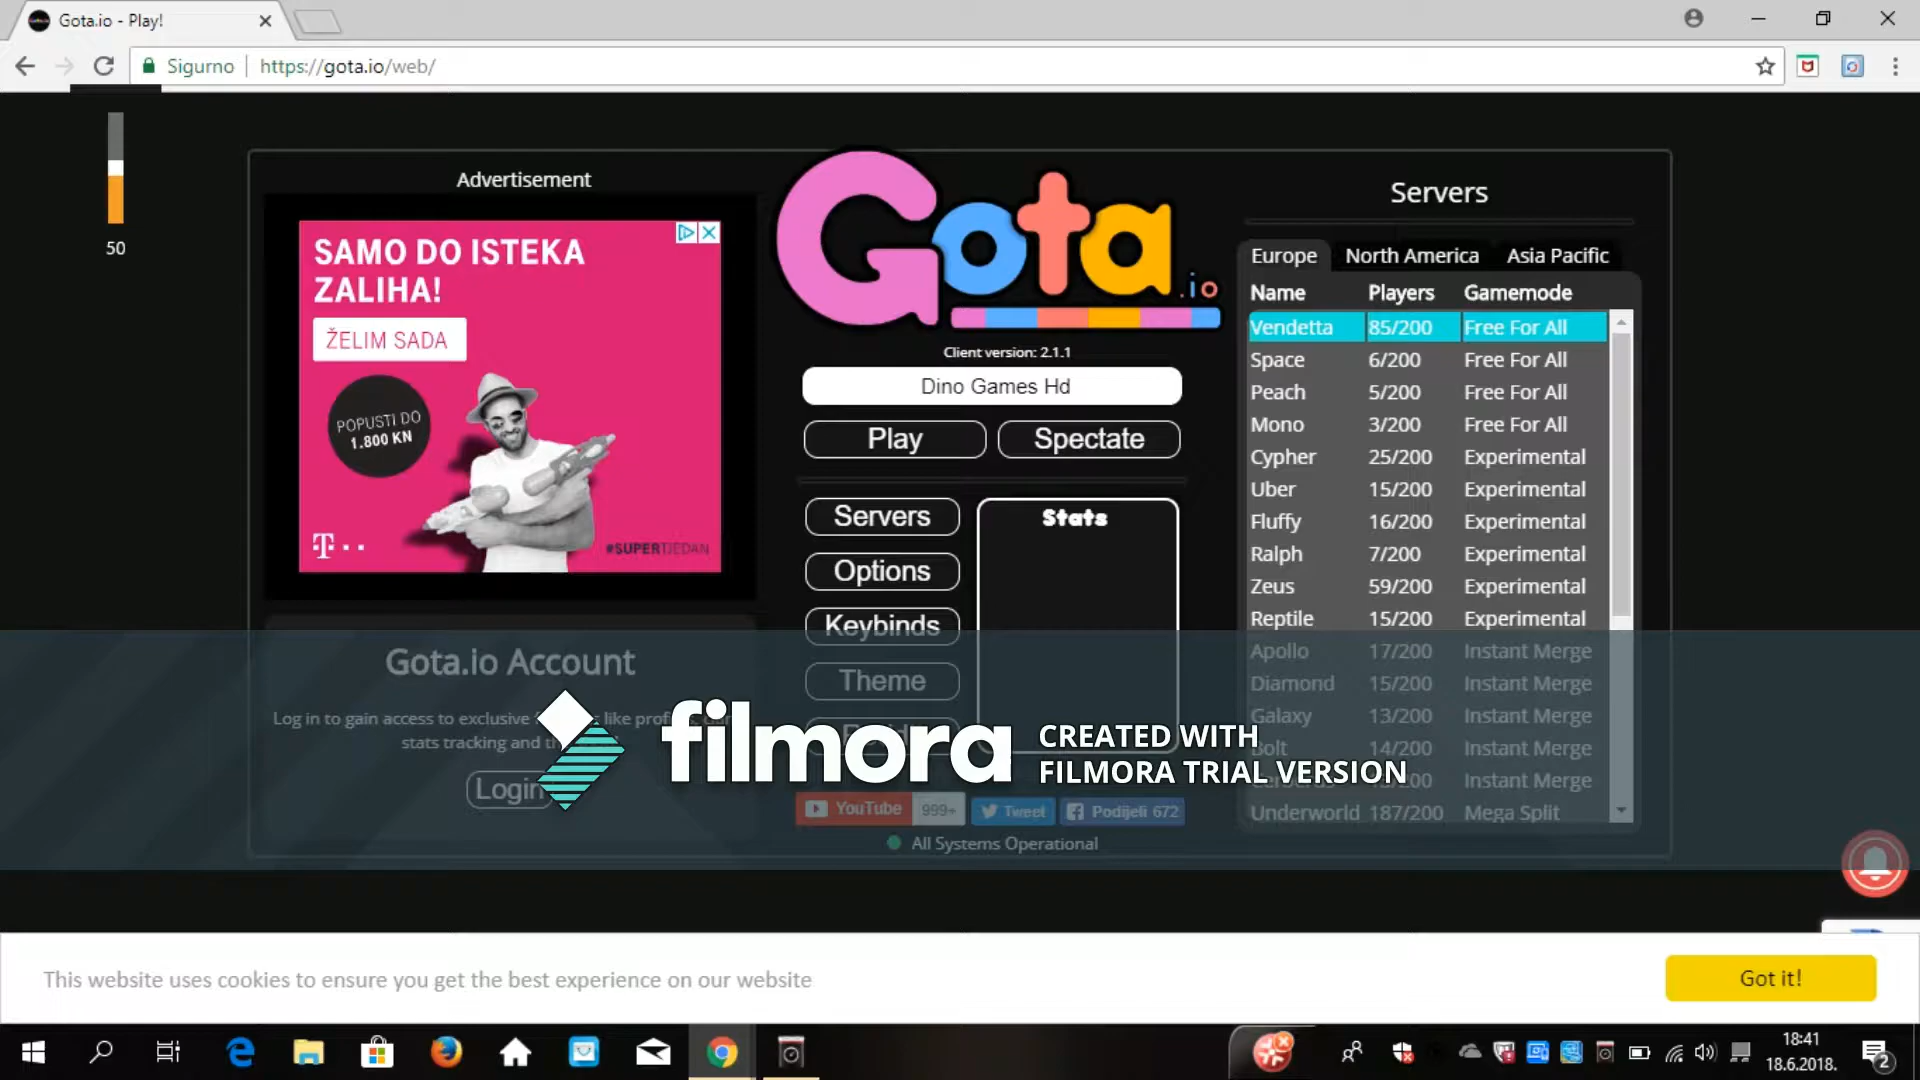 Gota.io - Play!
Sigurno https://gota.io/web/
50
Advertisement
SAMO DO ISTEKA
ZALIHA!
ŽELIM SADA
POPUSTI DO
1.800 KN
T
#SUPERTJEDAN
Gota.io
Client version: 2.1.1
Dino Games Hd
Play Spectate
Servers
Options
Keybinds
Theme
Stats
Servers
Europe North America Asia Pacific
Name Players Gamemode
Vendetta 85/200 Free For All
Space 6/200 Free For All
Peach 5/200 Free For All
Mono 3/200 Free For All
Cypher 25/200 Experimental
Uber 15/200 Experimental
Fluffy 16/200 Experimental
Ralph 7/200 Experimental
Zeus 59/200 Experimental
Reptile 15/200 Experimental
Apollo 17/200 Instant Merge
Diamond 15/200 Instant Merge
Galaxy 13/200 Instant Merge
Bolt 14/200 Instant Merge
Instant Merge
Underworld 187/200 Mega Split
Gota.io Account
Log in to gain access to exclusive like
stats tracking and
Login
filmora
CREATED WITH
FILMORA TRIAL VERSION
YouTube 999+ Tweet Podijeli 672
All Systems Operational
This website uses cookies to ensure you get the best experience on our website
Got it!
18:41
18.6.2018.
2